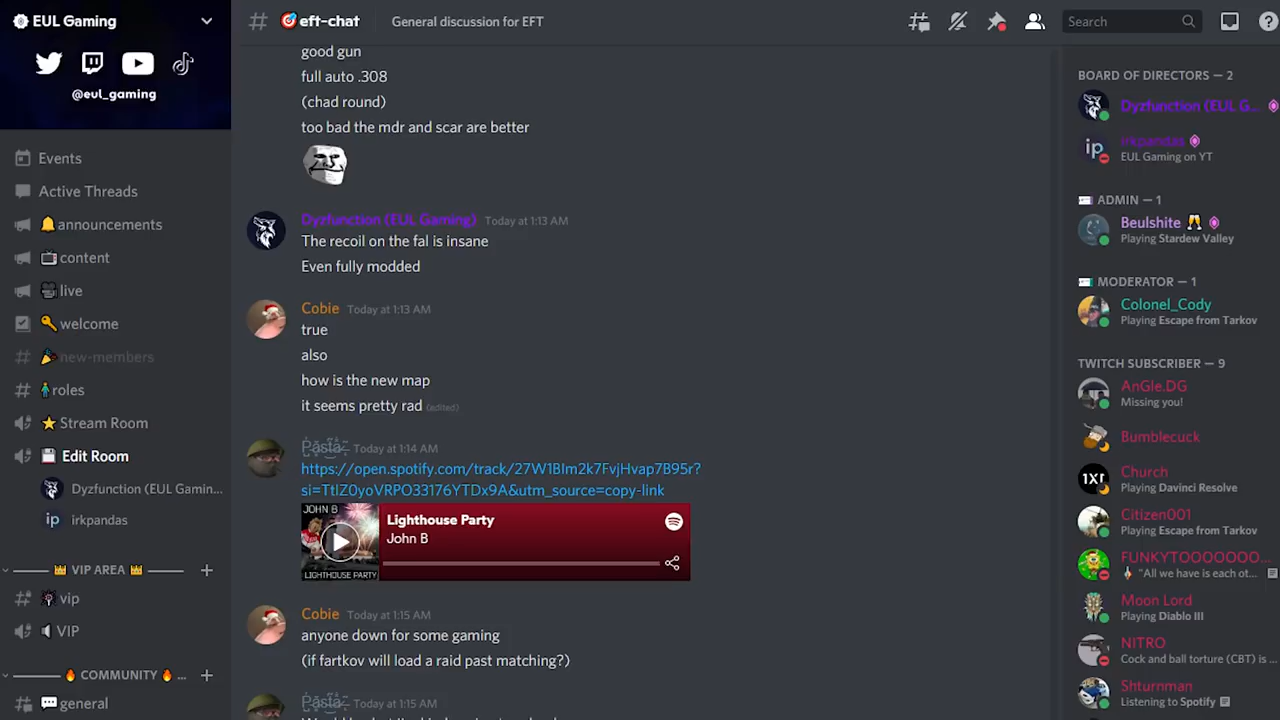 EUL Gaming
@eul_gaming
Events
Active Threads
announcements
content
live
welcome
new-members
roles
Stream Room
Edit Room
Dyzfunction (EUL Gamin...
irkpandas
VIP AREA
vip
VIP
COMMUNITY ...
general
eft-chat
General discussion for EFT
Search
good gun
full auto .308
(chad round)
too bad the mdr and scar are better
Dyzfunction (EUL Gaming) Today at 1:13 AM
The recoil on the fal is insane
Even fully modded
Cobie Today at 1:13 AM
true
also
how is the new map
it seems pretty rad (edited)
Pasta Today at 1:14 AM
https://open.spotify.com/track/27W1BIm2k7FvjHvap7B95r?
si=TtlZ0yoVRPO33176YTDx9A&utm_source=copy-link
JOHN B
LIGHTHOUSE PARTY
Lighthouse Party
John B
Cobie Today at 1:15 AM
anyone down for some gaming
(if fartkov will load a raid past matching?)
Pasta Today at 1:15 AM
BOARD OF DIRECTORS — 2
Dyzfunction (EUL G...
irkpandas
EUL Gaming on YT
ADMIN — 1
Beulshite
Playing Stardew Valley
MODERATOR — 1
Colonel_Cody
Playing Escape from Tarkov
TWITCH SUBSCRIBER — 9
AnGle.DG
Missing you!
Bumblecuck
Church
Playing Davinci Resolve
Citizen001
Playing Escape from Tarkov
FUNKYTOOOOOOO...
"All we have is each ot...
Moon Lord
Playing Diablo III
NITRO
Cock and ball torture (CBT) is ...
Shturnman
Listening to Spotify